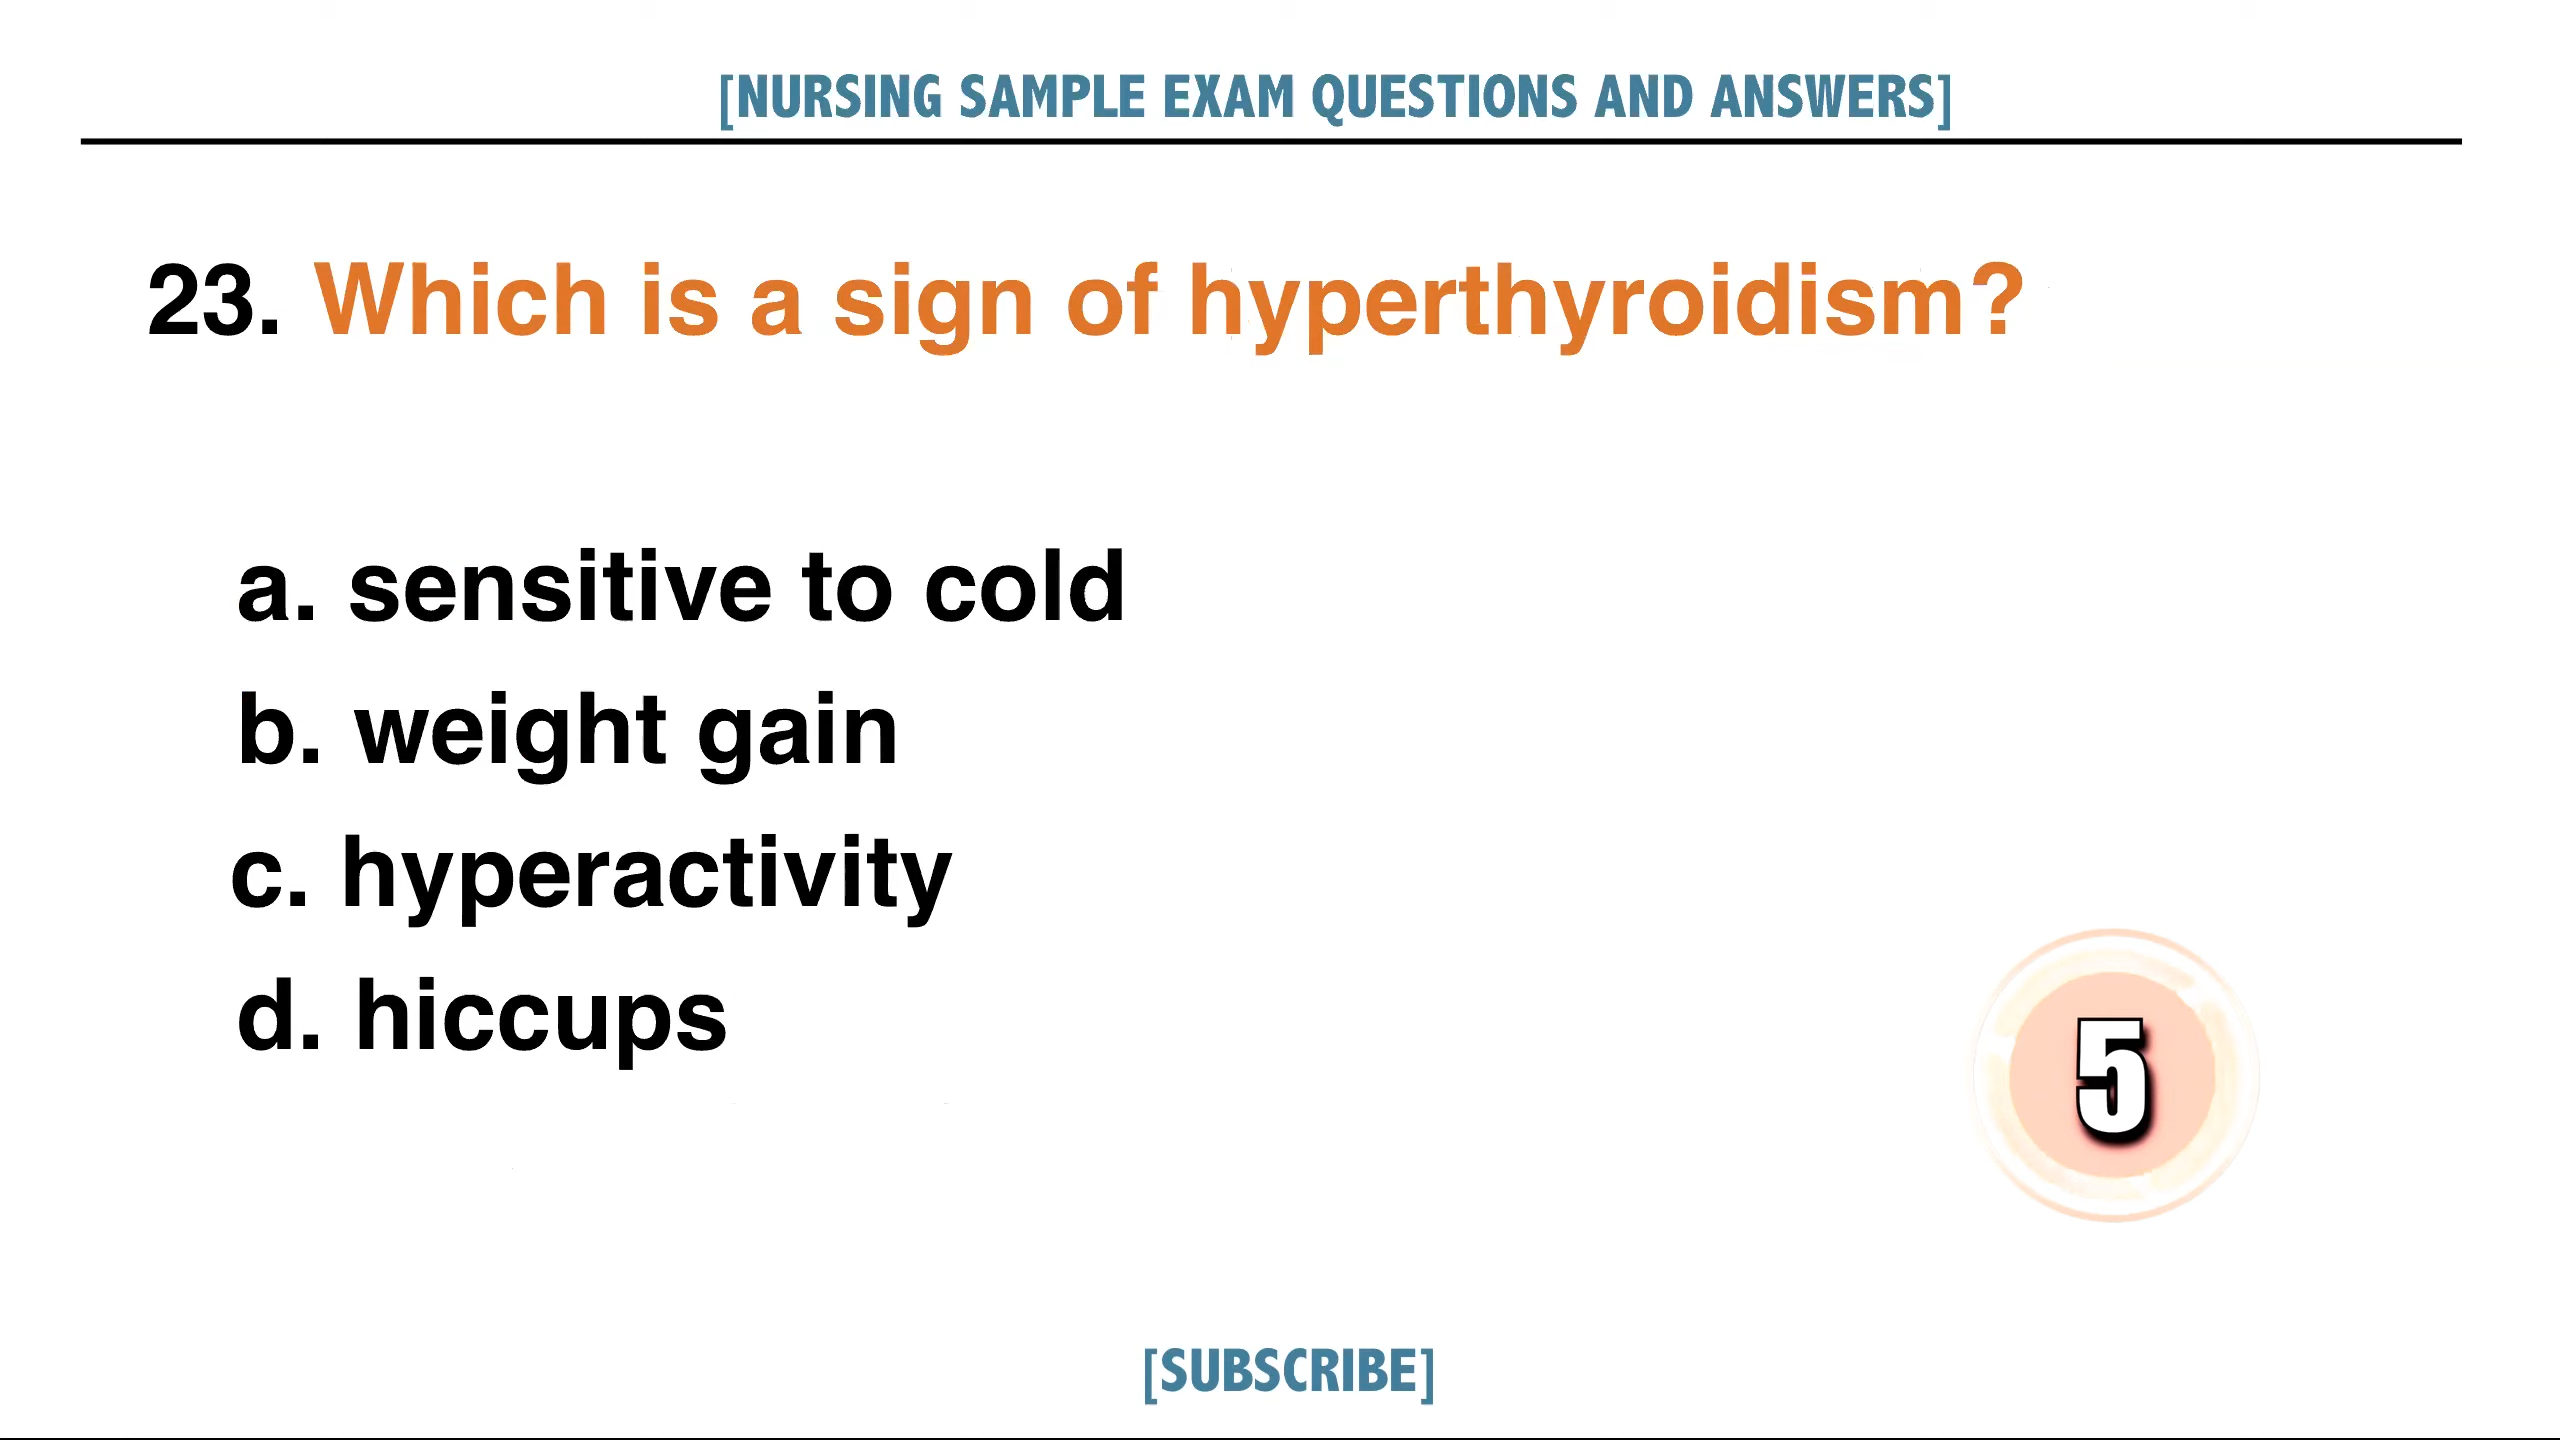 [NURSING SAMPLE EXAM QUESTIONS AND ANSWERS]
23. Which is a sign of hyperthyroidism?
a. sensitive to cold
b. weight gain
c. hyperactivity
d. hiccups
5
[SUBSCRIBE]